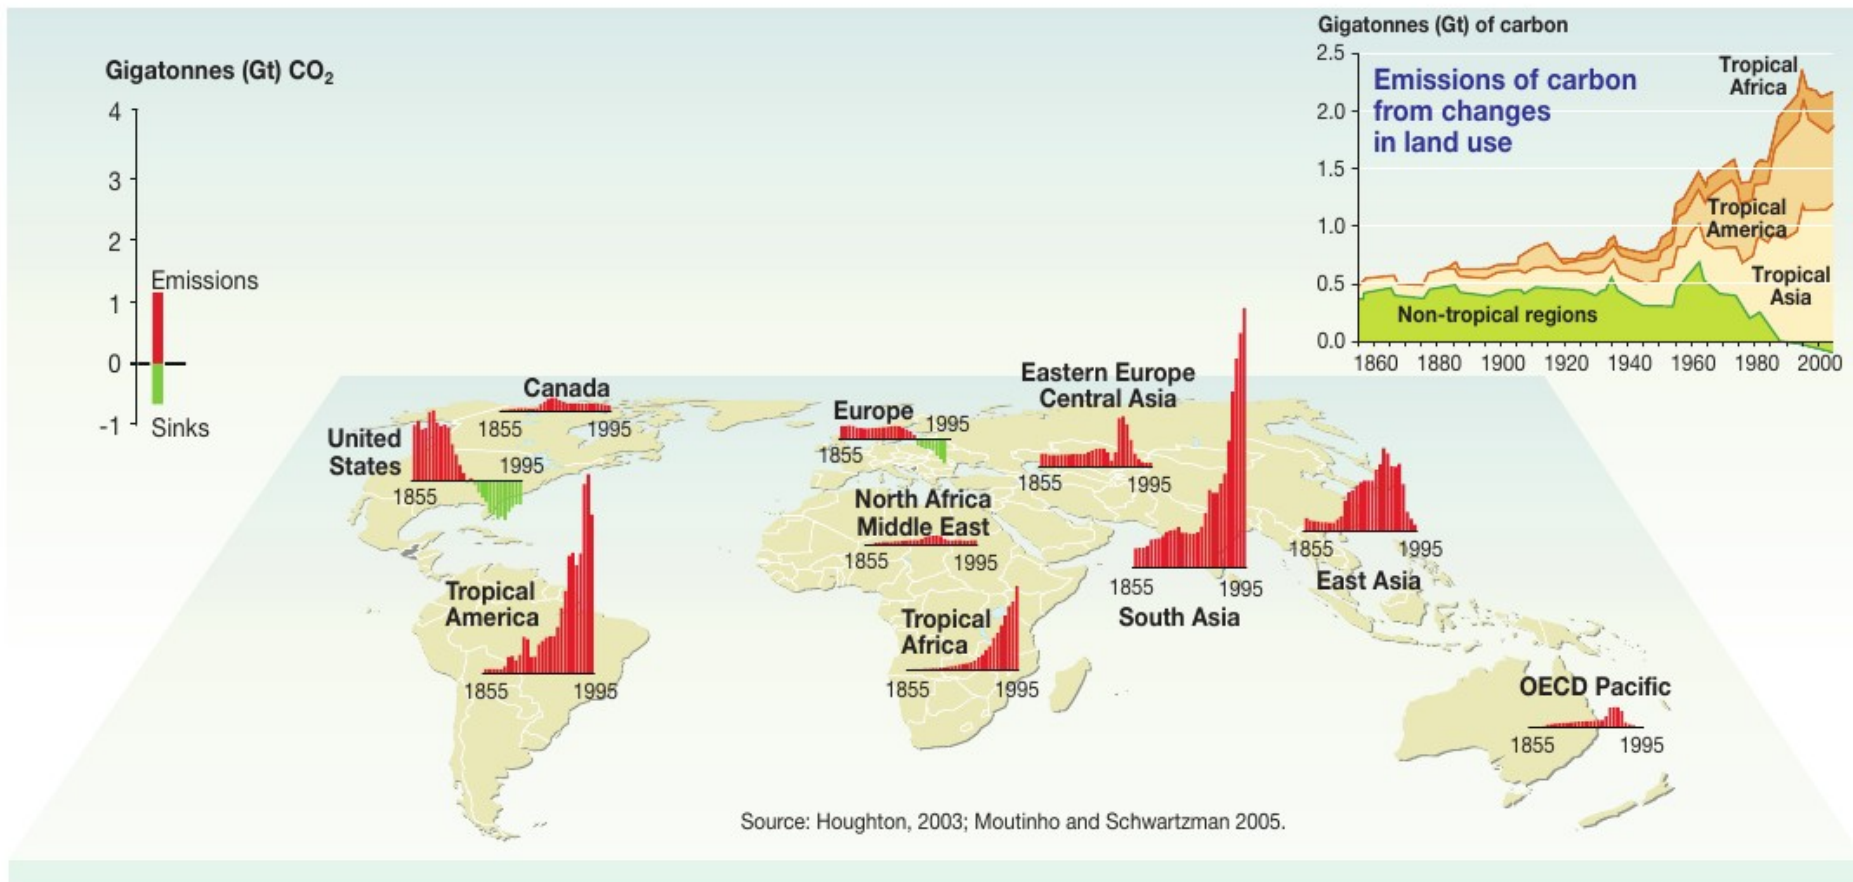 Gigatonnes (Gt) CO2
4
3
2
1
0
-1
Emissions
Sinks
Gigatonnes (Gt) of carbon
2.5
2.0
1.5
1.0
0.5
0.0
Emissions of carbon
from changes
in land use
Tropical
Africa
Tropical
America
Tropical
Asia
Non-tropical regions
1860 1880 1900 1920 1940 1960 1980 2000
Canada
1855 1995
United
States
1995
1855
Europe
1995
1855
Eastern Europe
Central Asia
1855 1995
North Africa
Middle East
1855 1995
South Asia
1855 1995
East Asia
1855 1995
Tropical
America
1855 1995
Tropical
Africa
1855 1995
OECD Pacific
1855 1995
Source: Houghton, 2003; Moutinho and Schwartzman 2005.